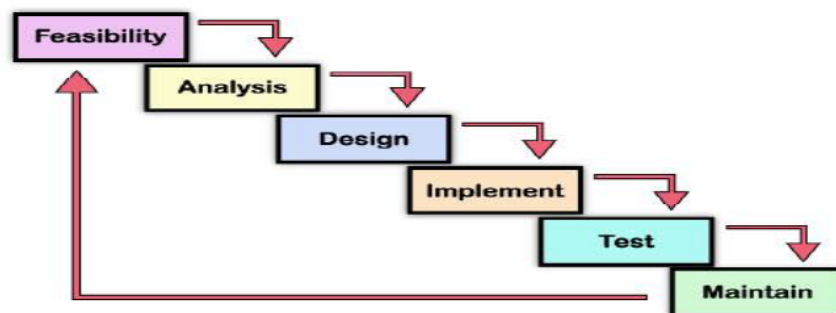 Feasibility
Analysis
Design
Implement
Test
Maintain